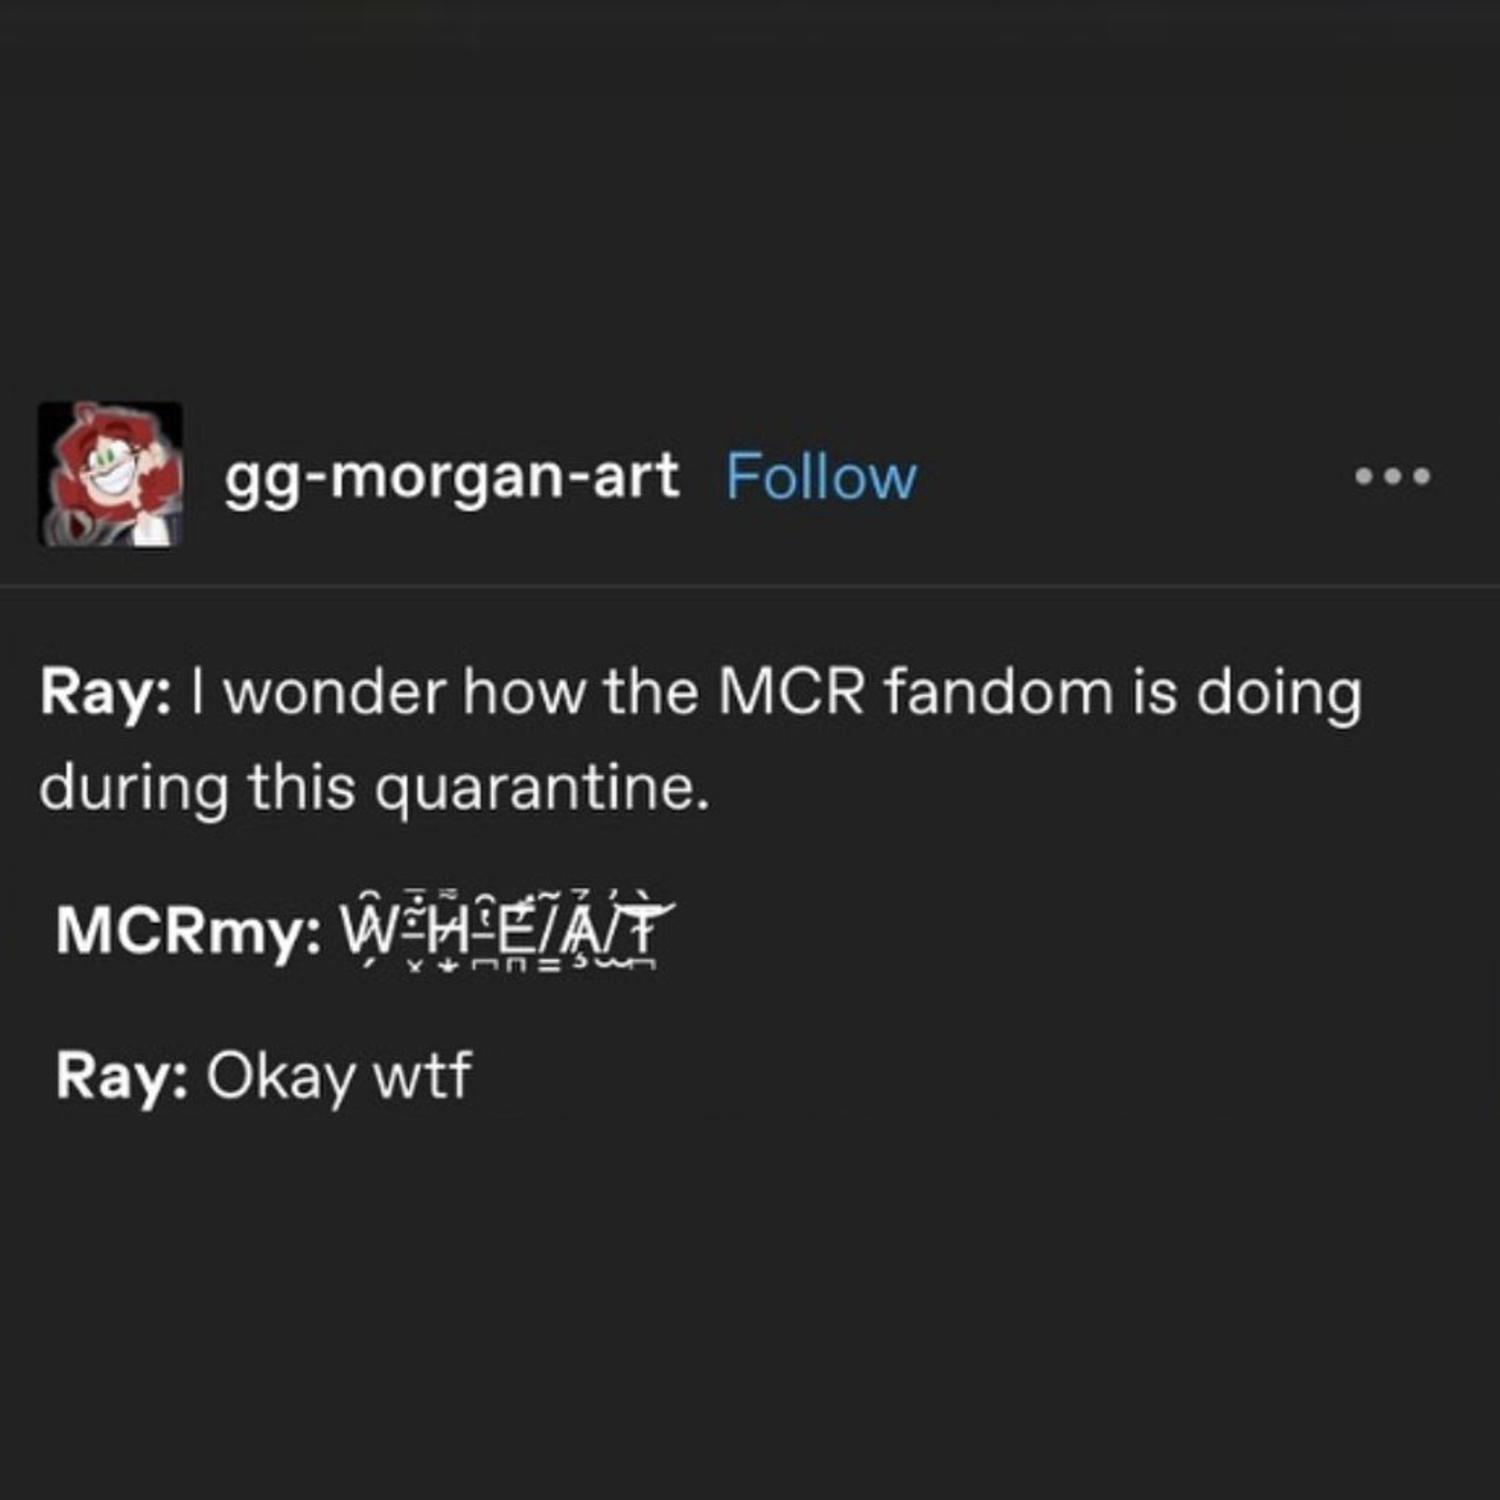 gg-morgan-art Follow
Ray: I wonder how the MCR fandom is doing
during this quarantine.
MCRmy: W̷̗̑-̵̱̃H̸̟̃-̵̪̑E̷̺̋/̳̃Ả̷̡/̮́T̵̺̀
Ray: Okay wtf